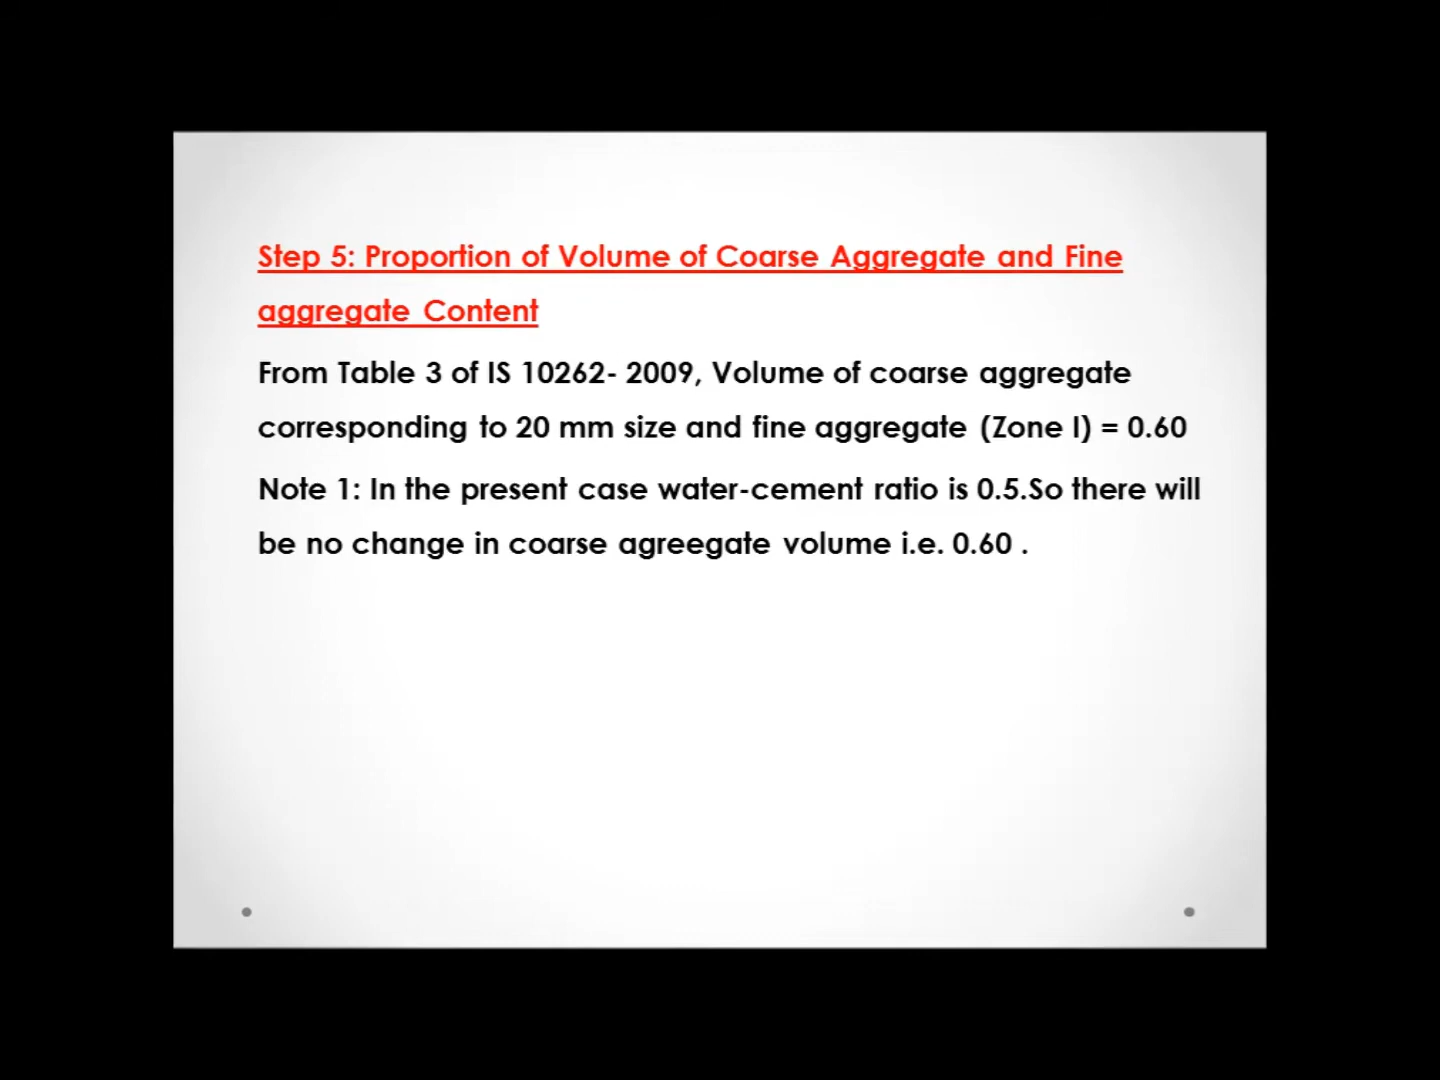 Step 5: Proportion of Volume of Coarse Aggregate and Fine
aggregate Content
From Table 3 of IS 10262- 2009, Volume of coarse aggregate
corresponding to 20 mm size and fine aggregate (Zone I) = 0.60
Note 1: In the present case water-cement ratio is 0.5.So there will
be no change in coarse agreegate volume i.e. 0.60 .